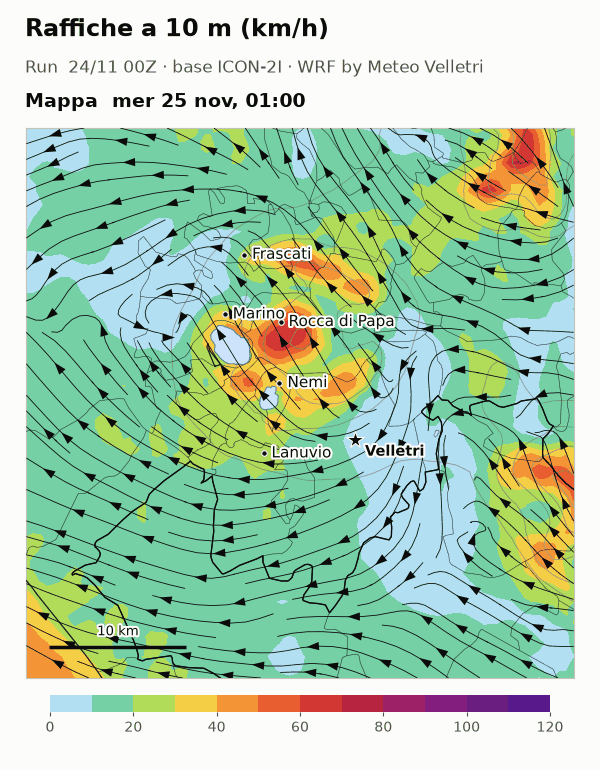 Raffiche a 10 m (km/h)
Run  24/11 00Z · base ICON-2I · WRF by Meteo Velletri
Mappa  mer 25 nov, 01:00
Frascati
Marino
Rocca di Papa
Nemi
Velletri
Lanuvio
10 km
0 20 40 60 80 100 120